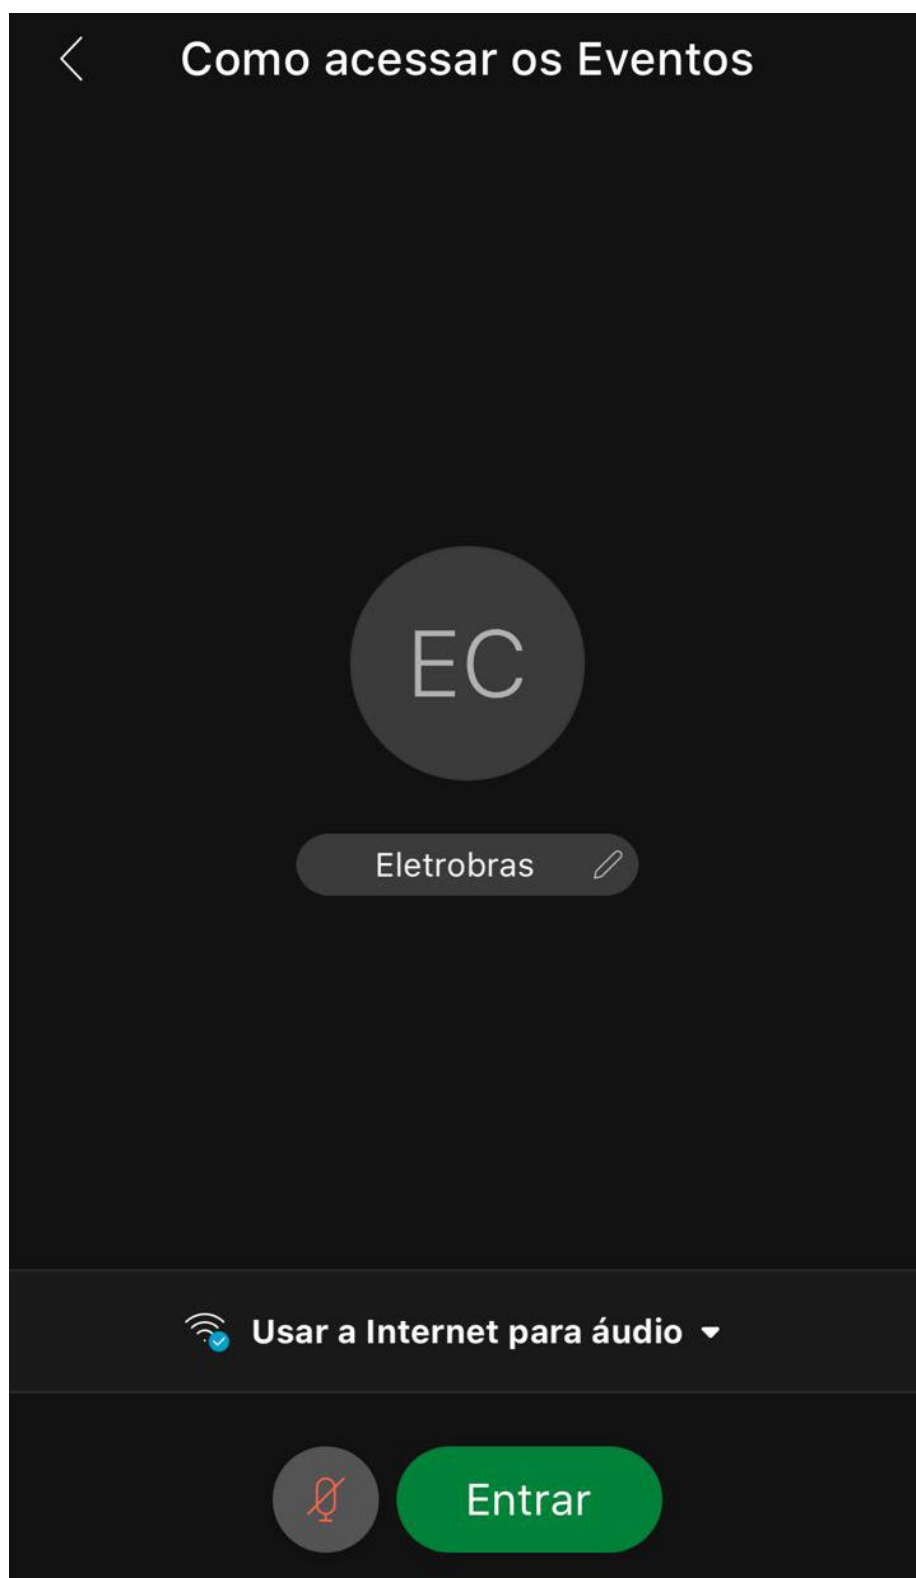 Como acessar os Eventos
EC
Eletrobras
Usar a Internet para áudio
Entrar